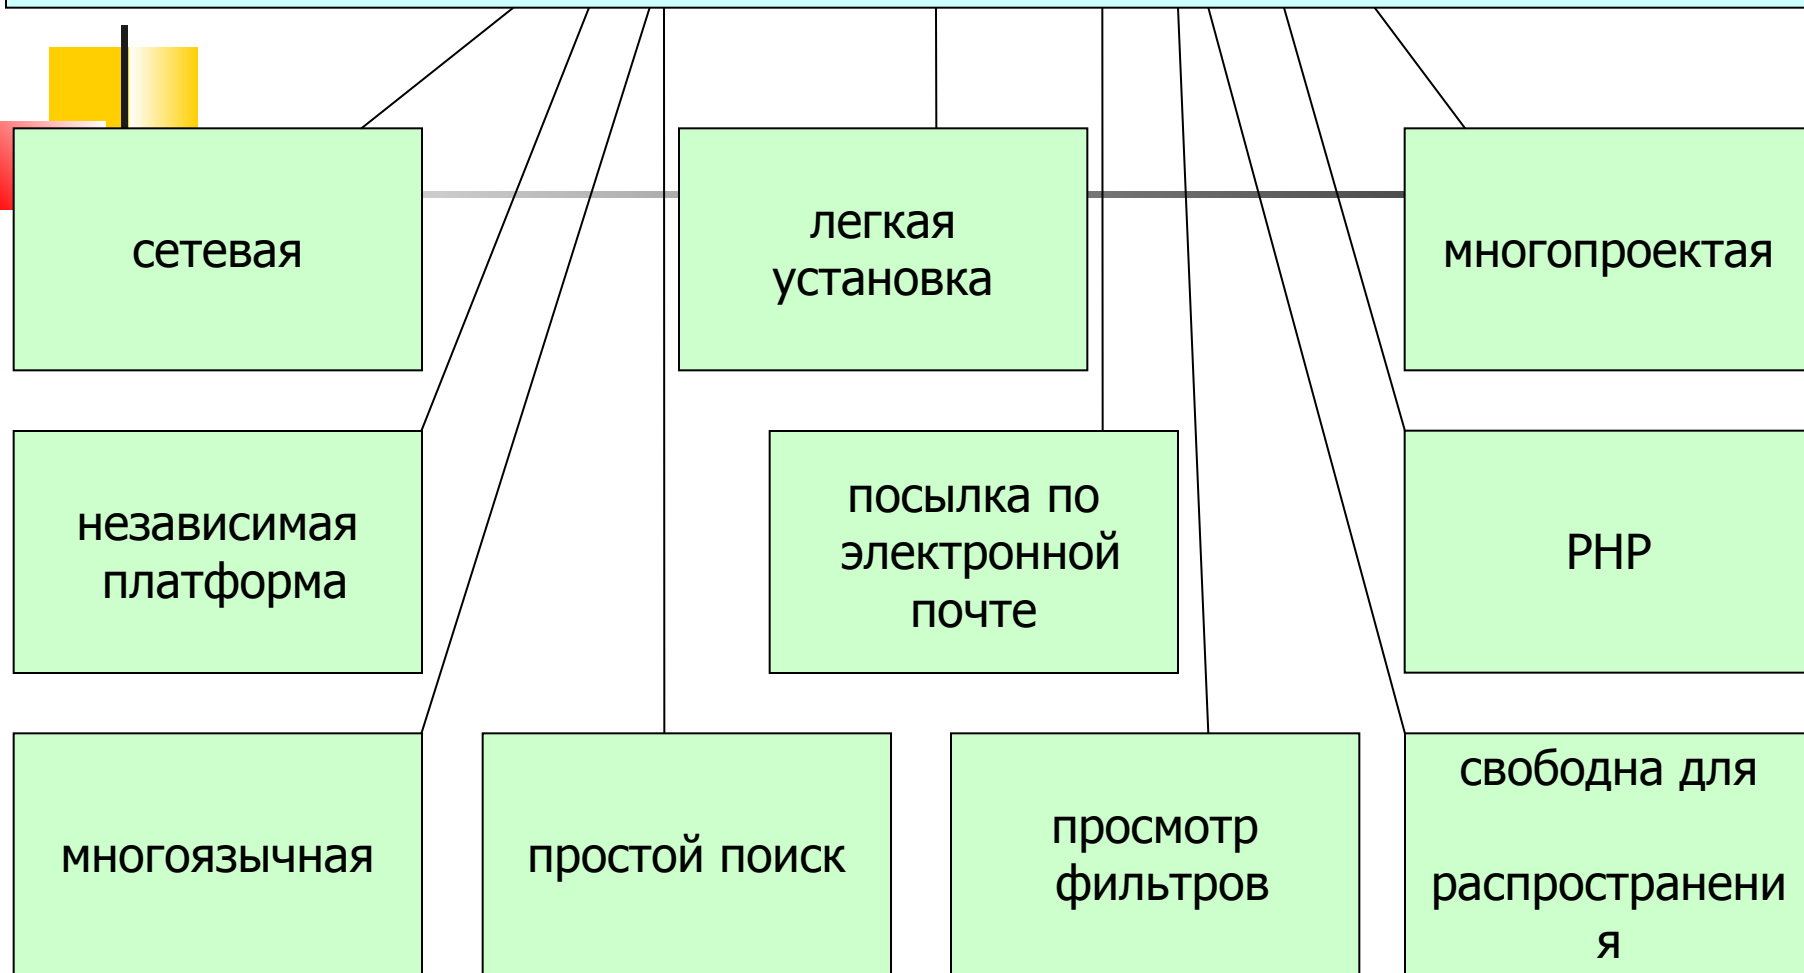 сетевая
легкая
установка
многопроектая
независимая
платформа
посылка по
электронной
почте
PHP
многоязычная
простой поиск
просмотр
фильтров
свободна для
распространени
я